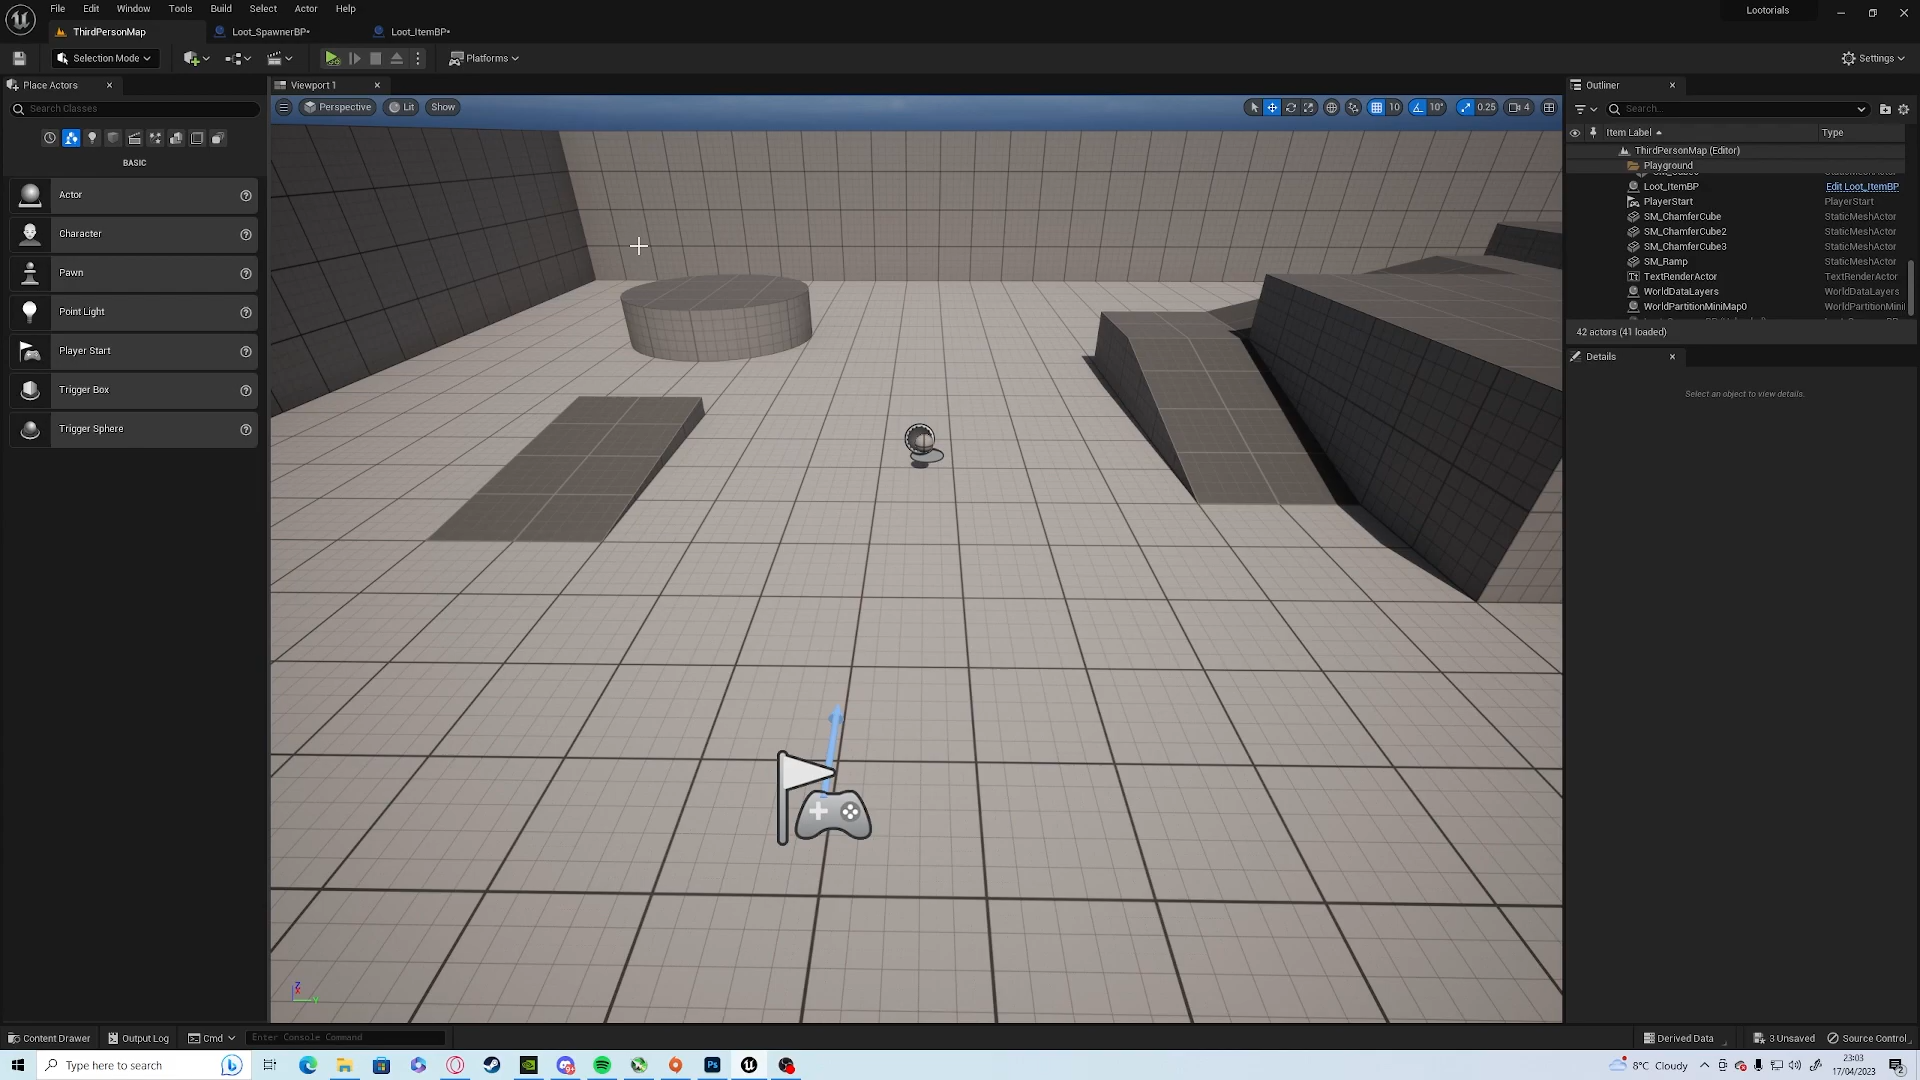 File Edit Window Tools Build Select Actor Help
Lootorials
ThirdPersonMap
Loot_SpawnerBP*
Loot_ItemBP*
Selection Mode
Platforms
Settings
Place Actors
Search Classes
BASIC
Actor
Character
Pawn
Point Light
Player Start
Trigger Box
Trigger Sphere
Viewport 1
Perspective
Lit
Show
10
10°
0.25
4
Outliner
Search...
Item Label
Type
ThirdPersonMap (Editor)
Playground
Loot_ItemBP Edit Loot_ItemBP
PlayerStart PlayerStart
SM_ChamferCube StaticMeshActor
SM_ChamferCube2 StaticMeshActor
SM_ChamferCube3 StaticMeshActor
SM_Ramp StaticMeshActor
TextRenderActor TextRenderActor
WorldDataLayers WorldDataLayers
WorldPartitionMiniMap0 WorldPartitionMini
42 actors (41 loaded)
Details
Select an object to view details.
Content Drawer
Output Log
Cmd
Enter Console Command
Derived Data
3 Unsaved
Source Control
Type here to search
Ps
8°C Cloudy
23:03
17/04/2023